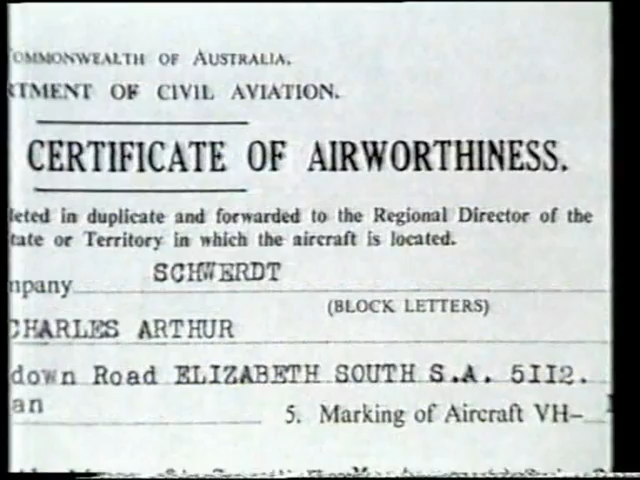 OMMONWEALTH OF AUSTRALIA.
RTMENT OF CIVIL AVIATION.
CERTIFICATE OF AIRWORTHINESS.
leted in duplicate and forwarded to the Regional Director of the
tate or Territory in which the aircraft is located.
mpany SCHWERDT
(BLOCK LETTERS)
CHARLES ARTHUR
down Road ELIZABETH SOUTH S.A. 5112.
an 5. Marking of Aircraft VH–